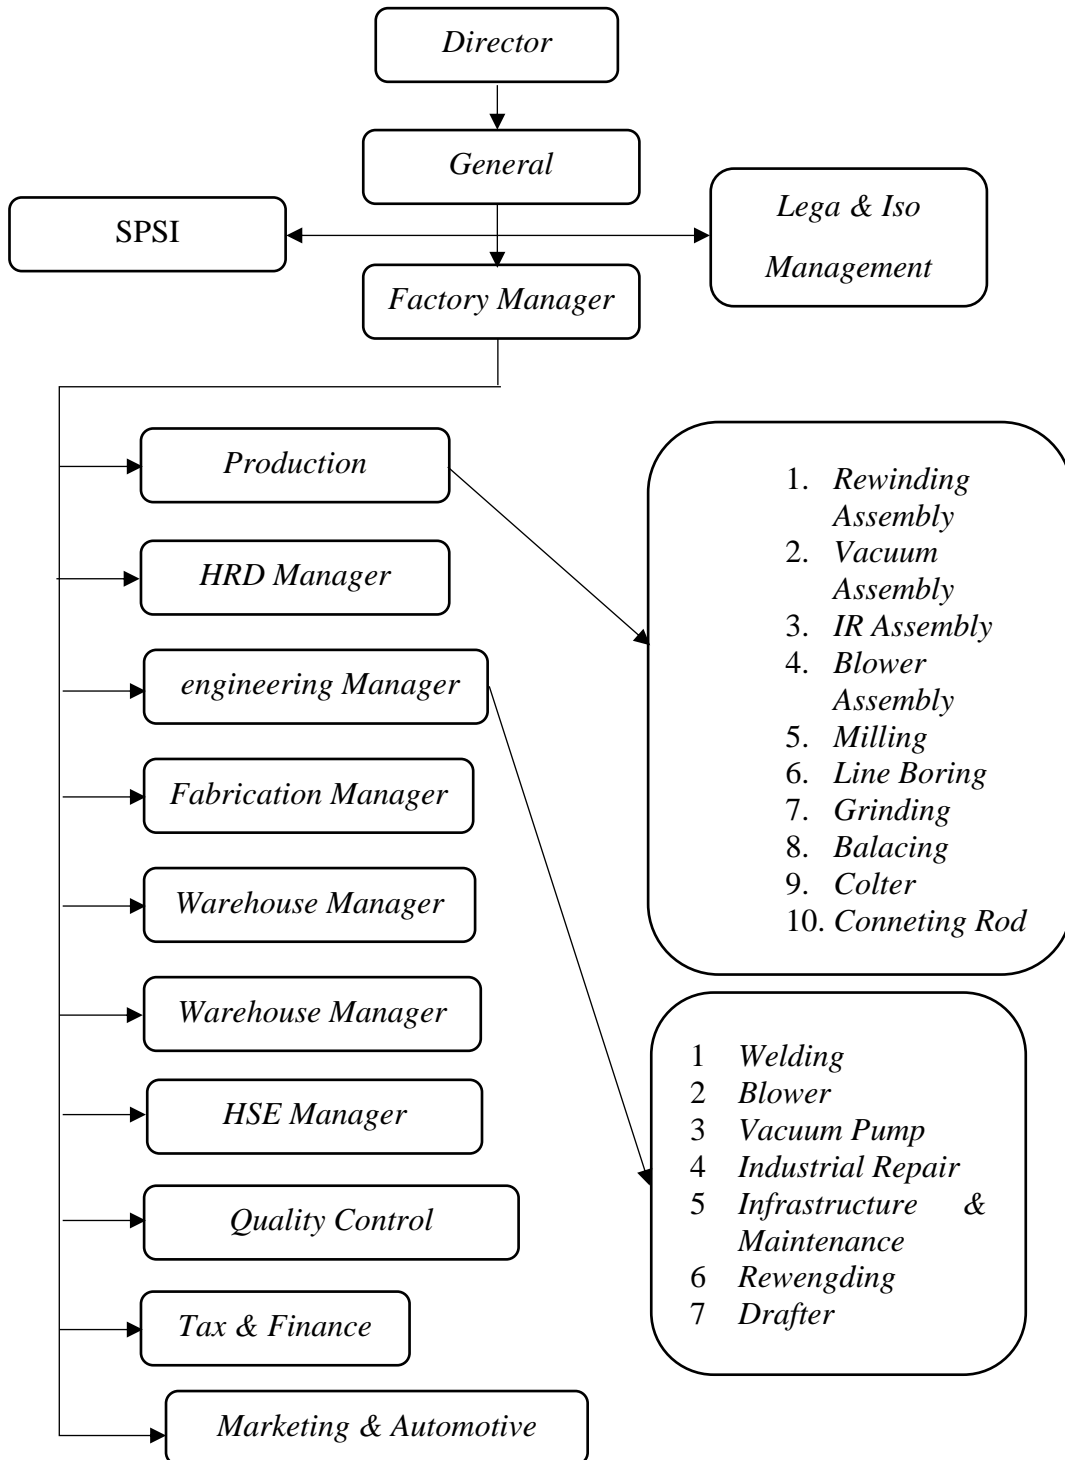 Director
General
SPSI
Lega & Iso
Management
Factory Manager
Production
HRD Manager
engineering Manager
Fabrication Manager
Warehouse Manager
Warehouse Manager
HSE Manager
Quality Control
Tax & Finance
Marketing & Automotive
1. Rewinding
Assembly
2. Vacuum
Assembly
3. IR Assembly
4. Blower
Assembly
5. Milling
6. Line Boring
7. Grinding
8. Balacing
9. Colter
10. Conneting Rod
1 Welding
2 Blower
3 Vacuum Pump
4 Industrial Repair
5 Infrastructure &
Maintenance
6 Rewengding
7 Drafter